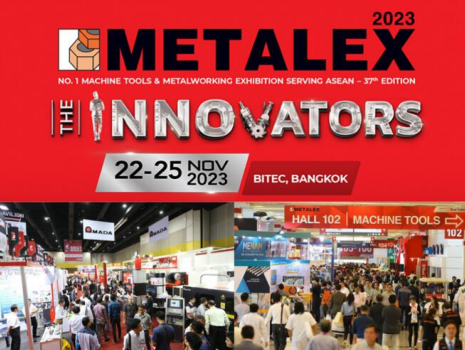 2023
METALEX
NO. 1 MACHINE TOOLS & METALWORKING EXHIBITION SERVING ASEAN – 37th EDITION
THE INNOVATORS
22-25 NOV 2023
BITEC, BANGKOK
AMADA
AMADA
METALEX
HALL 102 MACHINE TOOLS
102